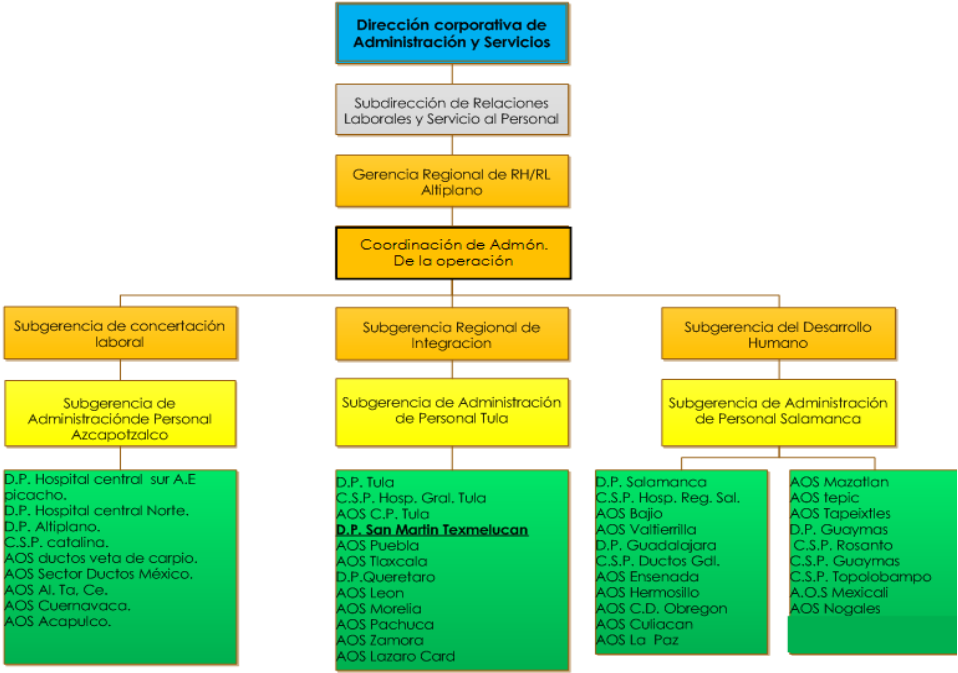 Dirección corporativa de
Administración y Servicios
Subdirección de Relaciones
Laborales y Servicio al Personal
Gerencia Regional de RH/RL
Altiplano
Coordinación de Admón.
De la operación
Subgerencia de concertación
laboral
Subgerencia Regional de
Integracion
Subgerencia del Desarrollo
Humano
Subgerencia de
Administraciónde Personal
Azcapotzalco
Subgerencia de Administración
de Personal Tula
Subgerencia de Administración
de Personal Salamanca
D.P. Hospital central sur A.E
picacho.
D.P. Hospital central Norte.
D.P. Altiplano.
C.S.P. catalina.
AOS ductos veta de carpio.
AOS Sector Ductos México.
AOS Al. Ta, Ce.
AOS Cuernavaca.
AOS Acapulco.
D.P. Tula
C.S.P. Hosp. Gral. Tula
AOS C.P. Tula
D.P. San Martin Texmelucan
AOS Puebla
AOS Tlaxcala
D.P.Queretaro
AOS Leon
AOS Morelia
AOS Pachuca
AOS Zamora
AOS Lazaro Card
D.P. Salamanca
C.S.P. Hosp. Reg. Sal.
AOS Bajio
AOS Valtierrilla
D.P. Guadalajara
C.S.P. Ductos Gdl.
AOS Ensenada
AOS Hermosillo
AOS C.D. Obregon
AOS Culiacan
AOS La Paz
AOS Mazatlan
AOS tepic
AOS Tapeixtles
D.P. Guaymas
C.S.P. Rosanto
C.S.P. Guaymas
C.S.P. Topolobampo
A.O.S Mexicali
AOS Nogales